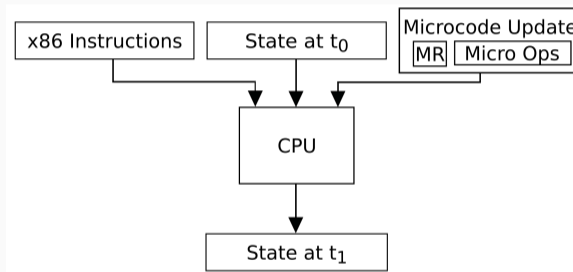 x86 Instructions
State at t0
Microcode Update
MR
Micro Ops
CPU
State at t1